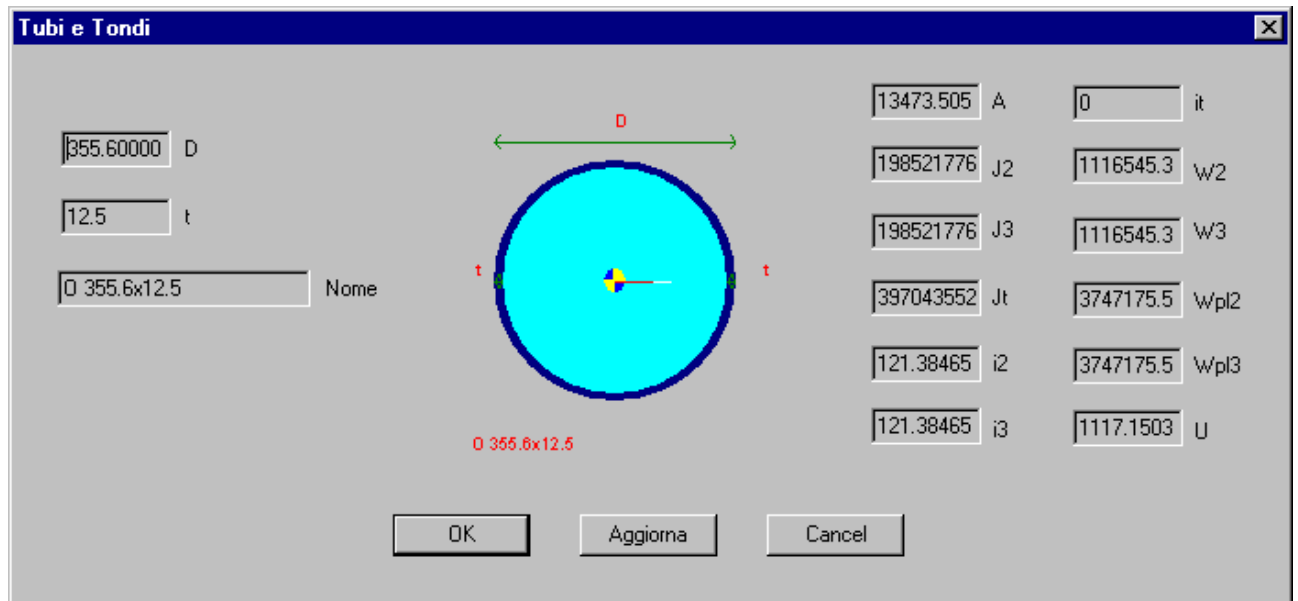 Tubi e Tondi
355.60000 D
12.5 t
O 355.6x12.5 Nome
D
t t
O 355.6x12.5
13473.505 A 0 it
198521776 J2 1116545.3 W2
198521776 J3 1116545.3 W3
397043552 Jt 3747175.5 Wpl2
121.38465 i2 3747175.5 Wpl3
121.38465 i3 1117.1503 U
OK Aggiorna Cancel